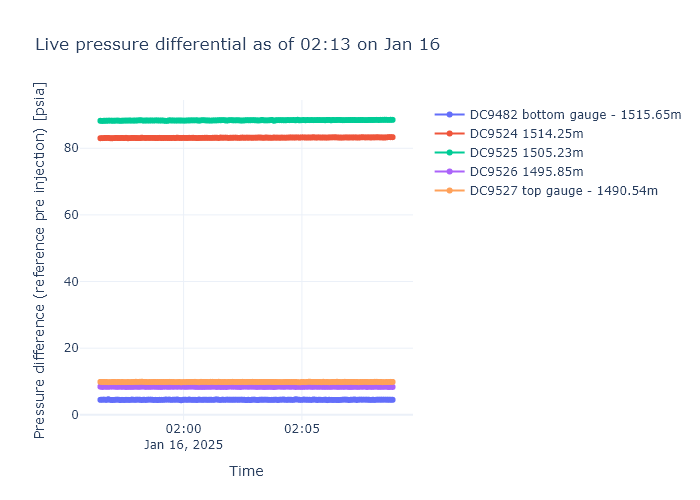 Live pressure differential as of 02:13 on Jan 16
Pressure difference (reference pre injection) [psia]
80
60
40
20
0
02:00
Jan 16, 2025
02:05
Time
DC9482 bottom gauge - 1515.65m
DC9524 1514.25m
DC9525 1505.23m
DC9526 1495.85m
DC9527 top gauge - 1490.54m